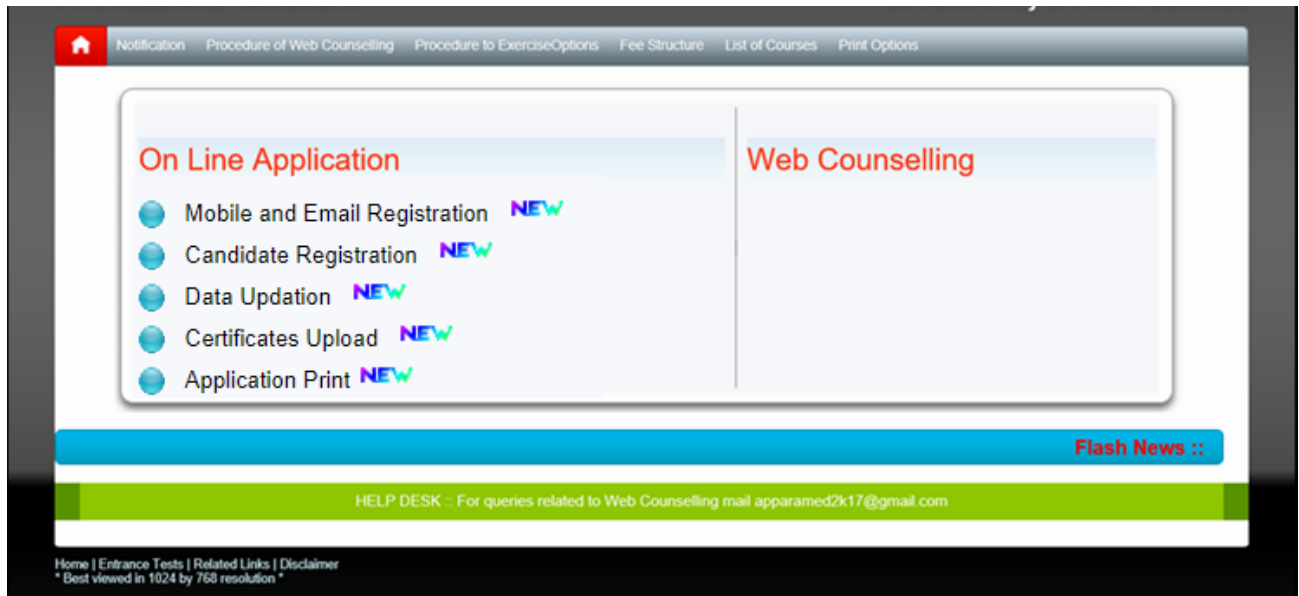 Notification Procedure of Web Counselling Procedure to ExerciseOptions Fee Structure List of Courses Print Options
On Line Application
Mobile and Email Registration NEW
Candidate Registration NEW
Data Updation NEW
Certificates Upload NEW
Application Print NEW
Web Counselling
Flash News ::
HELP DESK :: For queries related to Web Counselling mail apparamed2k17@gmail.com
Home | Entrance Tests | Related Links | Disclaimer
* Best viewed in 1024 by 768 resolution *